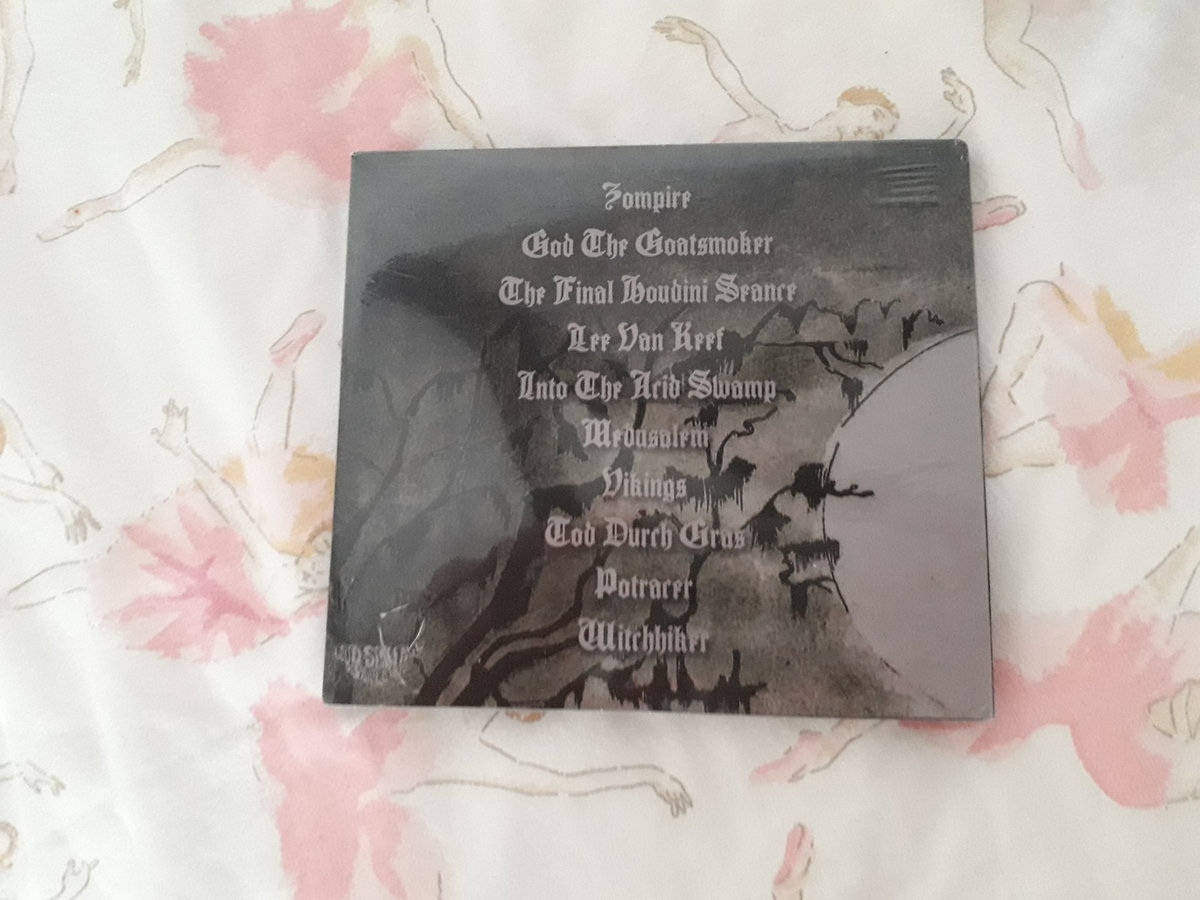 Zompire
God The Goatsmoker
The Final Houdini Seance
Lee Van Keef
Into The Acid Swamp
Medusalem
Vikings
Tod Durch Gras
Potracer
Witchhiker